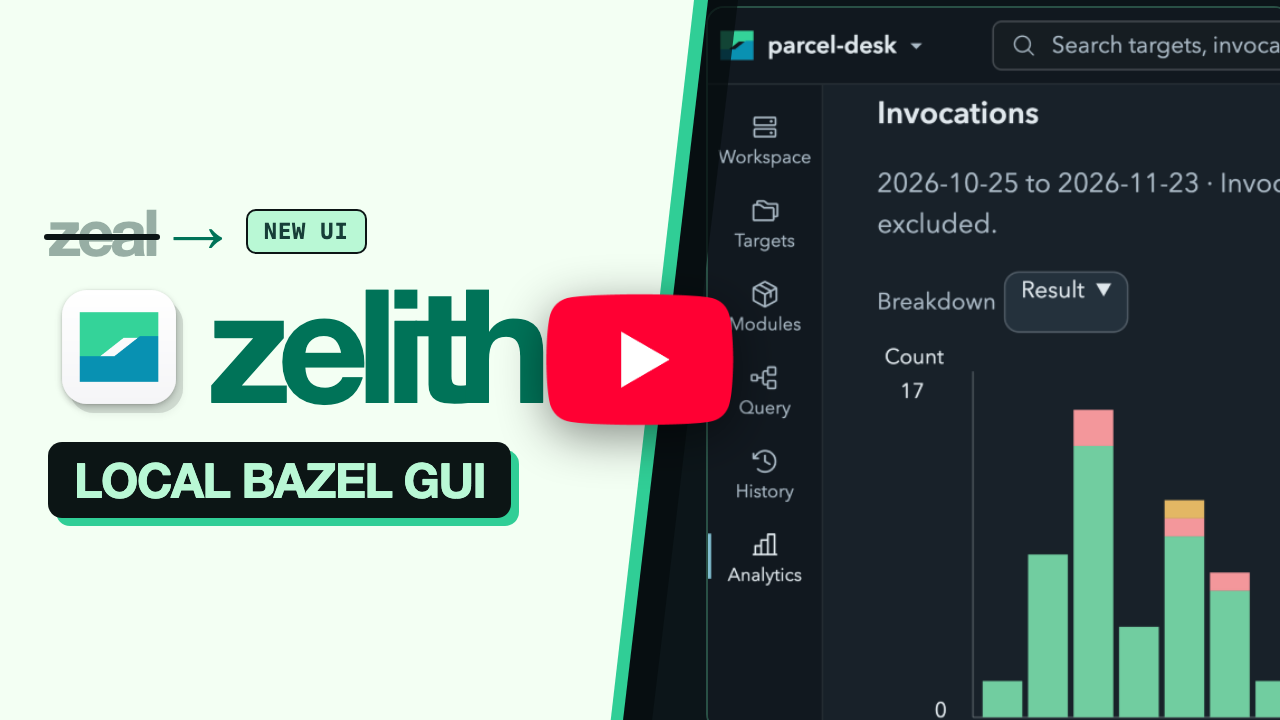 zeal → NEW UI
zelith
LOCAL BAZEL GUI
parcel-desk
Search targets, invoca
Workspace
Targets
Modules
Query
History
Analytics
Invocations
2026-10-25 to 2026-11-23 · Invoc
excluded.
Breakdown Result ▼
Count
17
0